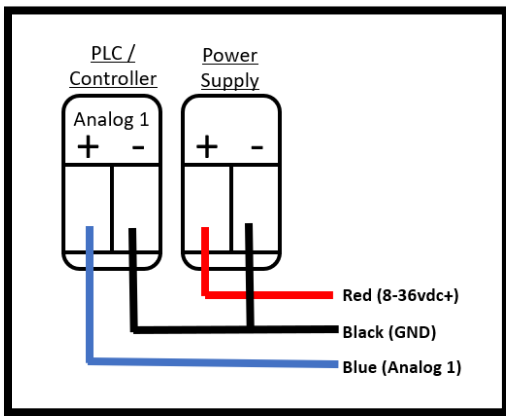 PLC /
Controller
Power
Supply
Analog 1
+ -
+ -
Red (8-36vdc+)
Black (GND)
Blue (Analog 1)